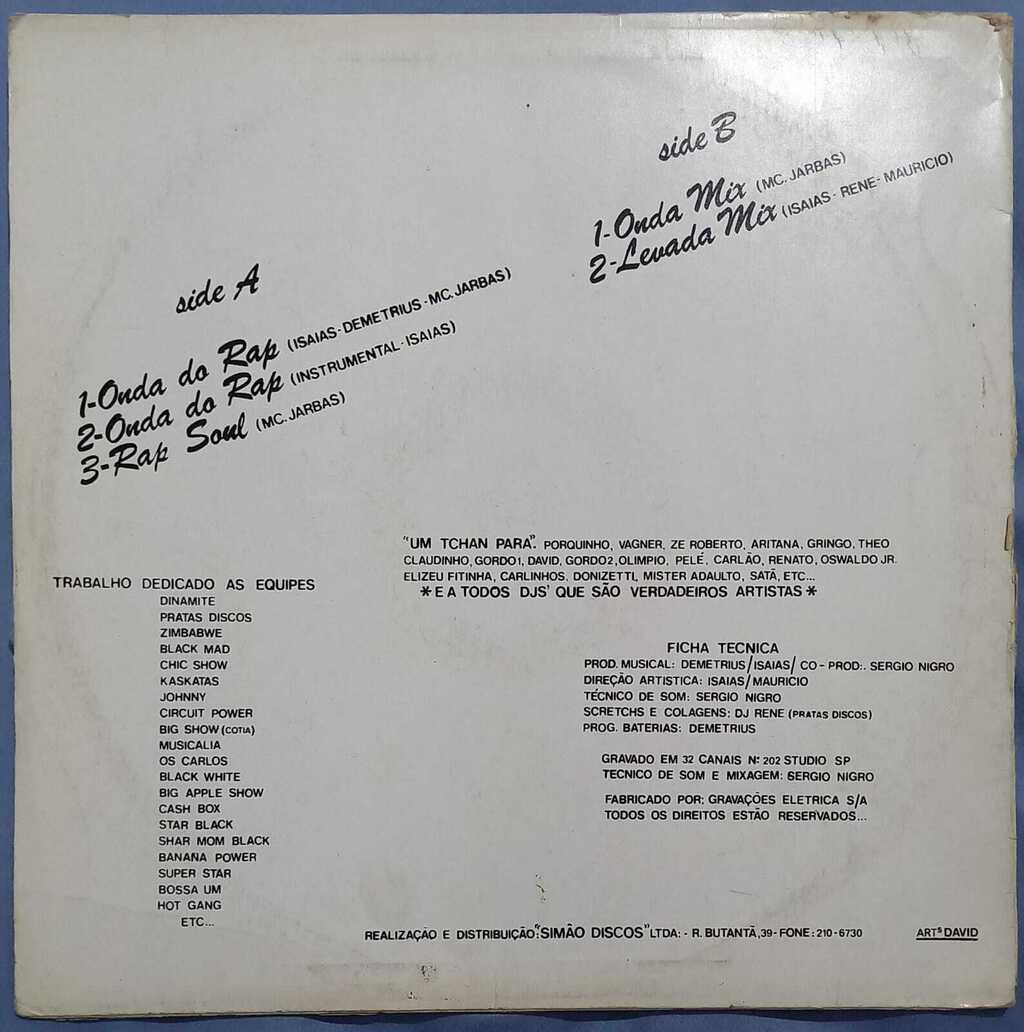 side A
1-Onda do Rap (ISAIAS-DEMETRIUS-MC.JARBAS)
2-Onda do Rap (INSTRUMENTAL-ISAIAS)
3-Rap Soul (MC.JARBAS)
side B
1-Onda Mix (MC.JARBAS)
2-Levada Mix (ISAIAS-RENE-MAURICIO)
"UM TCHAN PARA". PORQUINHO, VAGNER, ZE ROBERTO, ARITANA, GRINGO, THEO
CLAUDINHO, GORDO1, DAVID, GORDO2, OLIMPIO, PELÉ, CARLÃO, RENATO, OSWALDO JR.
ELIZEU FITINHA, CARLINHOS, DONIZETTI, MISTER ADAULTO, SATÃ, ETC...
*E A TODOS DJS' QUE SÃO VERDADEIROS ARTISTAS*
TRABALHO DEDICADO AS EQUIPES
DINAMITE
PRATAS DISCOS
ZIMBABWE
BLACK MAD
CHIC SHOW
KASKATAS
JOHNNY
CIRCUIT POWER
BIG SHOW (COTIA)
MUSICALIA
OS CARLOS
BLACK WHITE
BIG APPLE SHOW
CASH BOX
STAR BLACK
SHAR MOM BLACK
BANANA POWER
SUPER STAR
BOSSA UM
HOT GANG
ETC...
FICHA TECNICA
PROD. MUSICAL: DEMETRIUS/ISAIAS/ CO-PROD:. SERGIO NIGRO
DIREÇÃO ARTISTICA: ISAIAS/MAURICIO
TÉCNICO DE SOM: SERGIO NIGRO
SCRETCHS E COLAGENS: DJ RENE (PRATAS DISCOS)
PROG. BATERIAS: DEMETRIUS
GRAVADO EM 32 CANAIS Nº 202 STUDIO SP
TECNICO DE SOM E MIXAGEM: SERGIO NIGRO
FABRICADO POR: GRAVAÇÕES ELETRICA S/A
TODOS OS DIREITOS ESTÃO RESERVADOS...
REALIZAÇÃO E DISTRIBUIÇÃO: "SIMÃO DISCOS" LTDA: - R. BUTANTÃ,39-FONE: 210-6730
ARTS DAVID